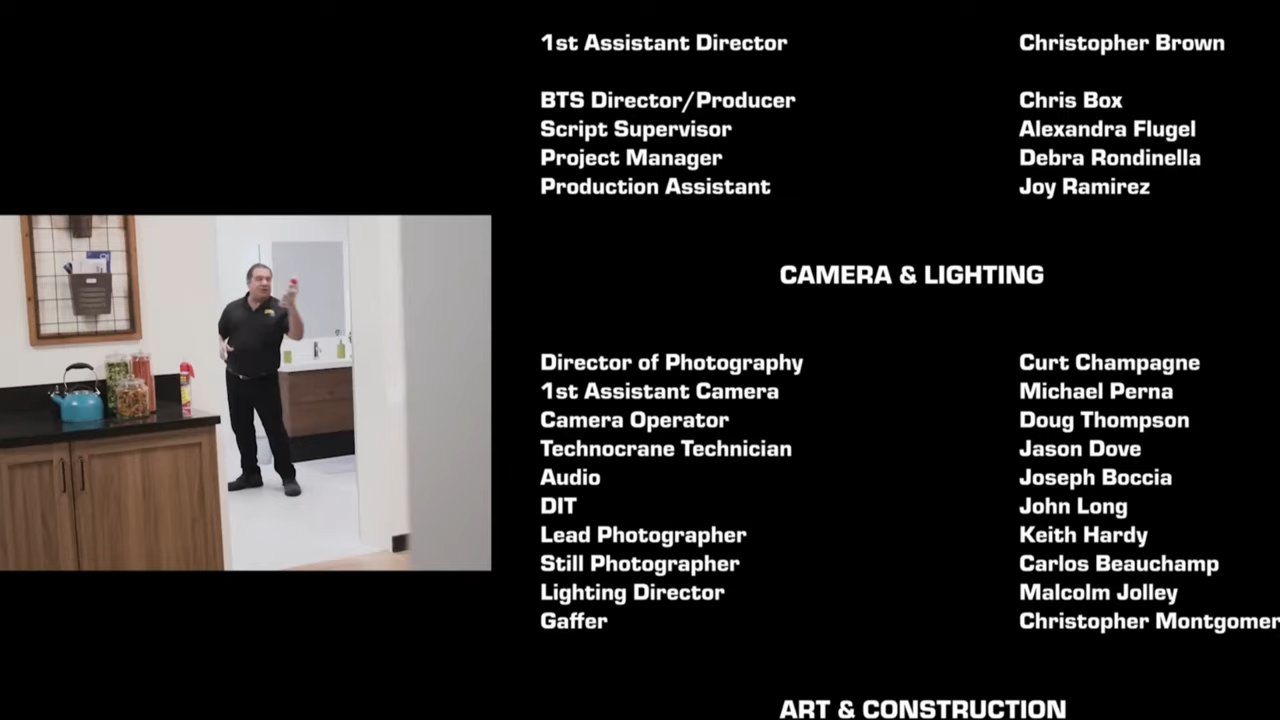 1st Assistant Director Christopher Brown
BTS Director/Producer Chris Box
Script Supervisor Alexandra Flugel
Project Manager Debra Rondinella
Production Assistant Joy Ramirez
CAMERA & LIGHTING
Director of Photography Curt Champagne
1st Assistant Camera Michael Perna
Camera Operator Doug Thompson
Technocrane Technician Jason Dove
Audio Joseph Boccia
DIT John Long
Lead Photographer Keith Hardy
Still Photographer Carlos Beauchamp
Lighting Director Malcolm Jolley
Gaffer Christopher Montgomer
ART & CONSTRUCTION